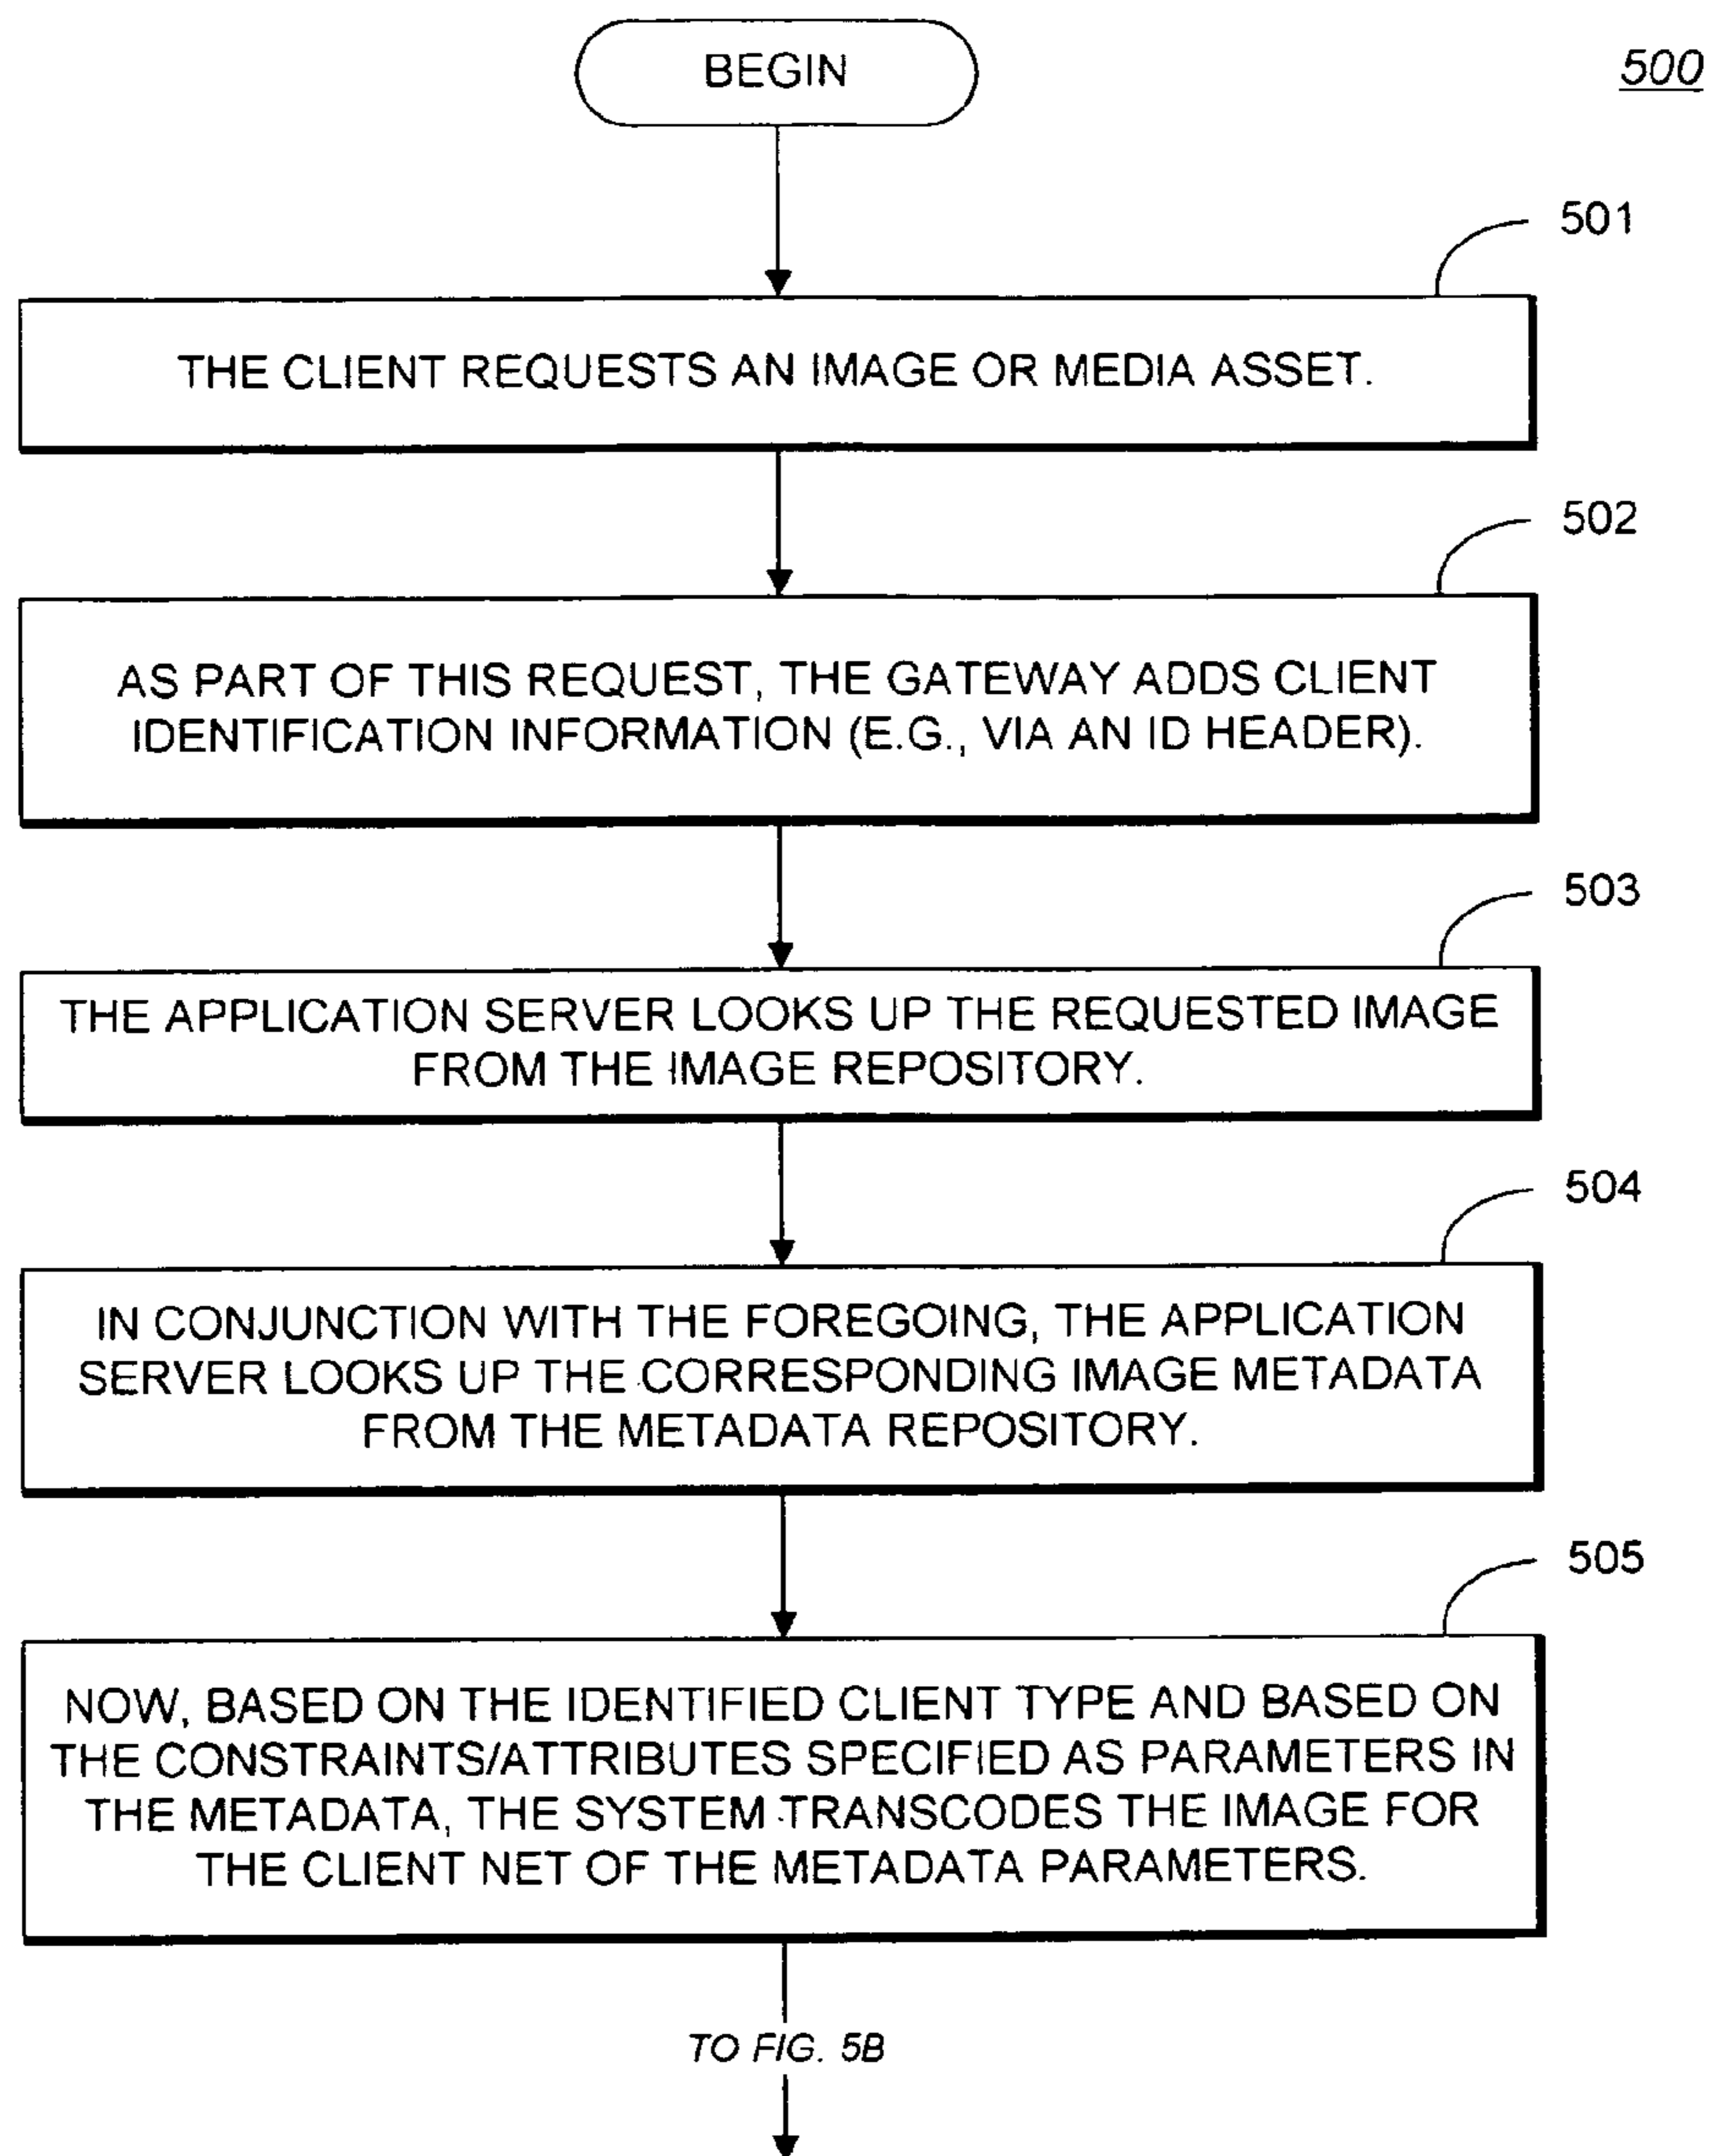 BEGIN
500
501
THE CLIENT REQUESTS AN IMAGE OR MEDIA ASSET.
502
AS PART OF THIS REQUEST, THE GATEWAY ADDS CLIENT
IDENTIFICATION INFORMATION (E.G., VIA AN ID HEADER).
503
THE APPLICATION SERVER LOOKS UP THE REQUESTED IMAGE
FROM THE IMAGE REPOSITORY.
504
IN CONJUNCTION WITH THE FOREGOING, THE APPLICATION
SERVER LOOKS UP THE CORRESPONDING IMAGE METADATA
FROM THE METADATA REPOSITORY.
505
NOW, BASED ON THE IDENTIFIED CLIENT TYPE AND BASED ON
THE CONSTRAINTS/ATTRIBUTES SPECIFIED AS PARAMETERS IN
THE METADATA, THE SYSTEM TRANSCODES THE IMAGE FOR
THE CLIENT NET OF THE METADATA PARAMETERS.
TO FIG. 5B